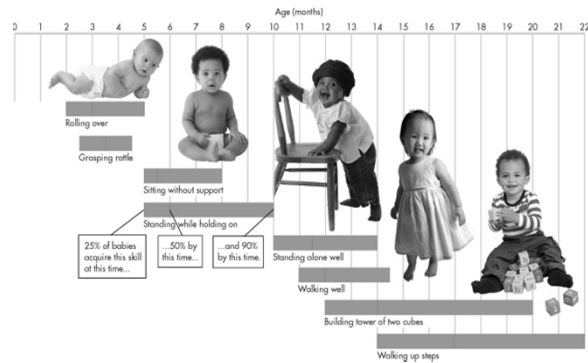 Age (months)
0 1 2 3 4 5 6 7 8 9 10 11 12 13 14 15 16 17 18 19 20 21 22
Rolling over
Grasping rattle
Sitting without support
Standing while holding on
25% of babies
acquire this skill
at this time...
...50% by
this time...
...and 90%
by this time.
Standing alone well
Walking well
Building tower of two cubes
Walking up steps